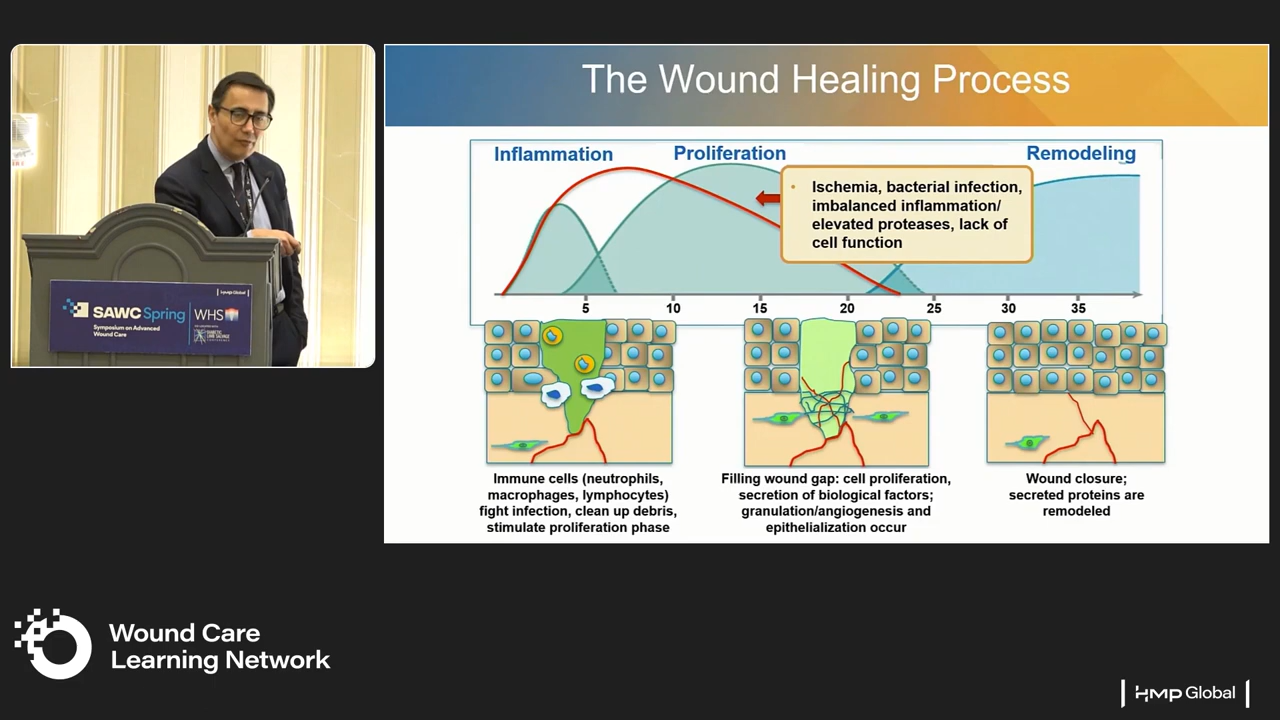 The Wound Healing Process
Inflammation
Proliferation
Remodeling
• Ischemia, bacterial infection,
imbalanced inflammation/
elevated proteases, lack of
cell function
5 10 15 20 25 30 35
Immune cells (neutrophils,
macrophages, lymphocytes)
fight infection, clean up debris,
stimulate proliferation phase
Filling wound gap: cell proliferation,
secretion of biological factors;
granulation/angiogenesis and
epithelialization occur
Wound closure;
secreted proteins are
remodeled
hmp Global
SAWC Spring
Symposium on Advanced
Wound Care
WHS
Wound Care
Learning Network
HMP Global